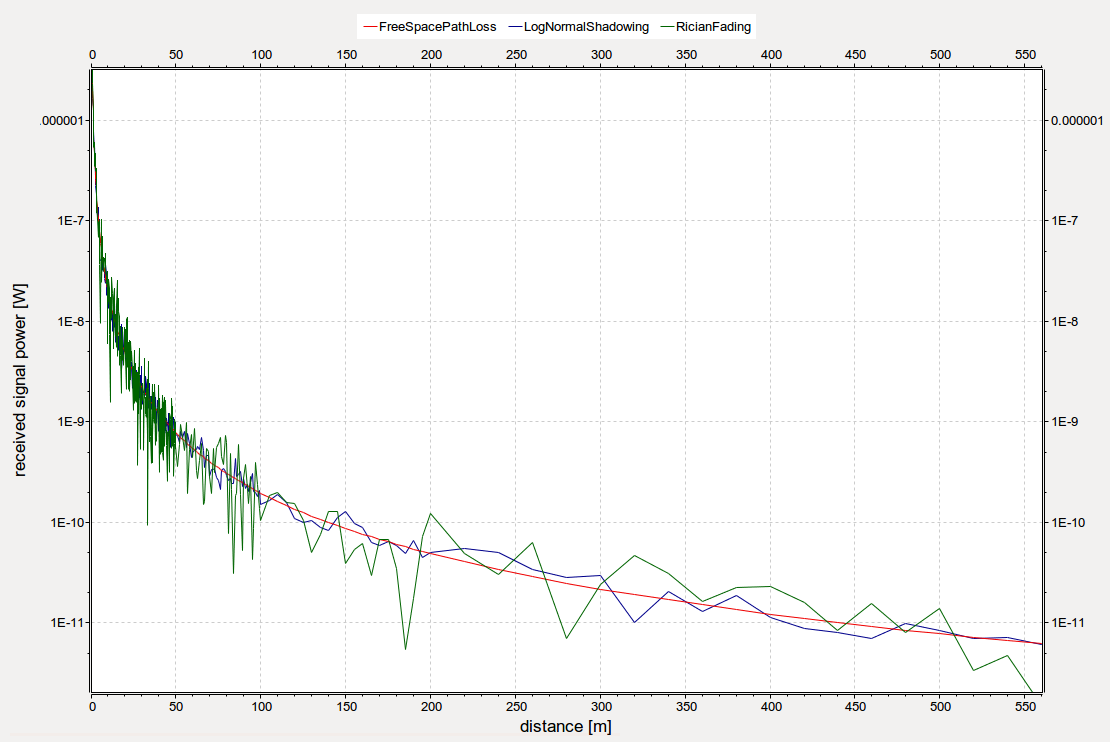 FreeSpacePathLoss LogNormalShadowing RicianFading
0 50 100 150 200 250 300 350 400 450 500 550
.000001 0.000001
1E-7 1E-7
1E-8 1E-8
1E-9 1E-9
1E-10 1E-10
1E-11 1E-11
received signal power [W]
0 50 100 150 200 250 300 350 400 450 500 550
distance [m]